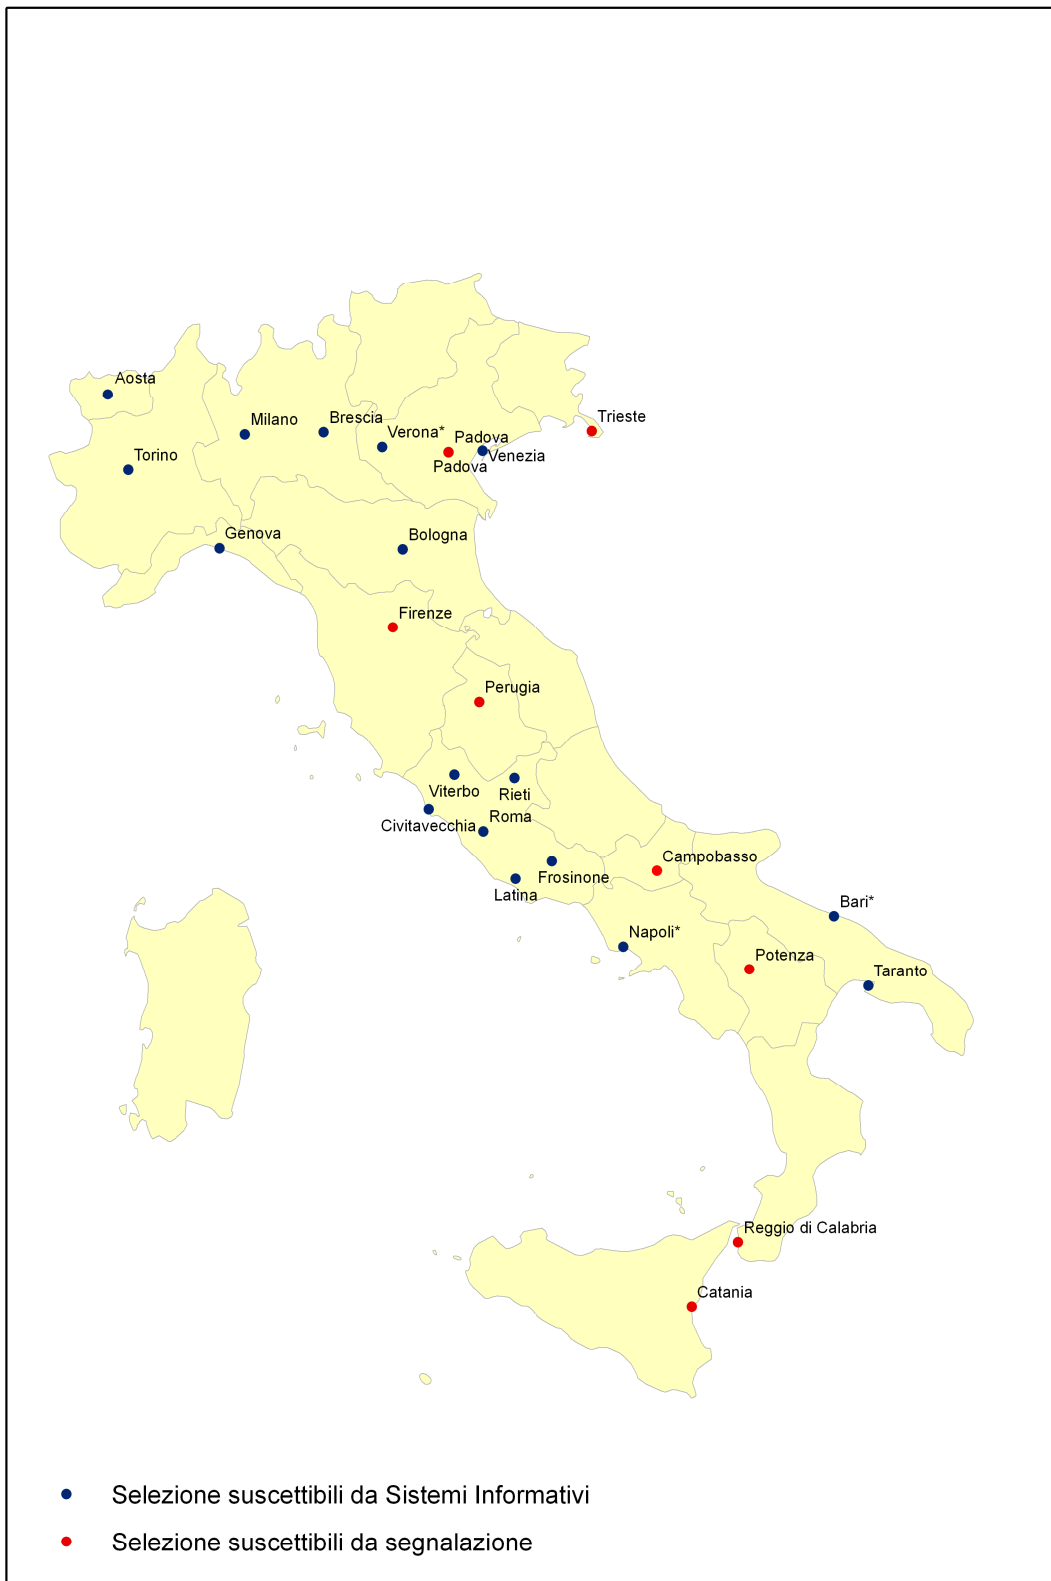 Aosta
Milano
Brescia
Trieste
Verona*
Padova
Torino
Venezia
Padova
Genova
Bologna
Firenze
Perugia
Viterbo
Rieti
Civitavecchia
Roma
Campobasso
Frosinone
Latina
Bari*
Napoli*
Potenza
Taranto
Reggio di Calabria
Catania
Selezione suscettibili da Sistemi Informativi
Selezione suscettibili da segnalazione